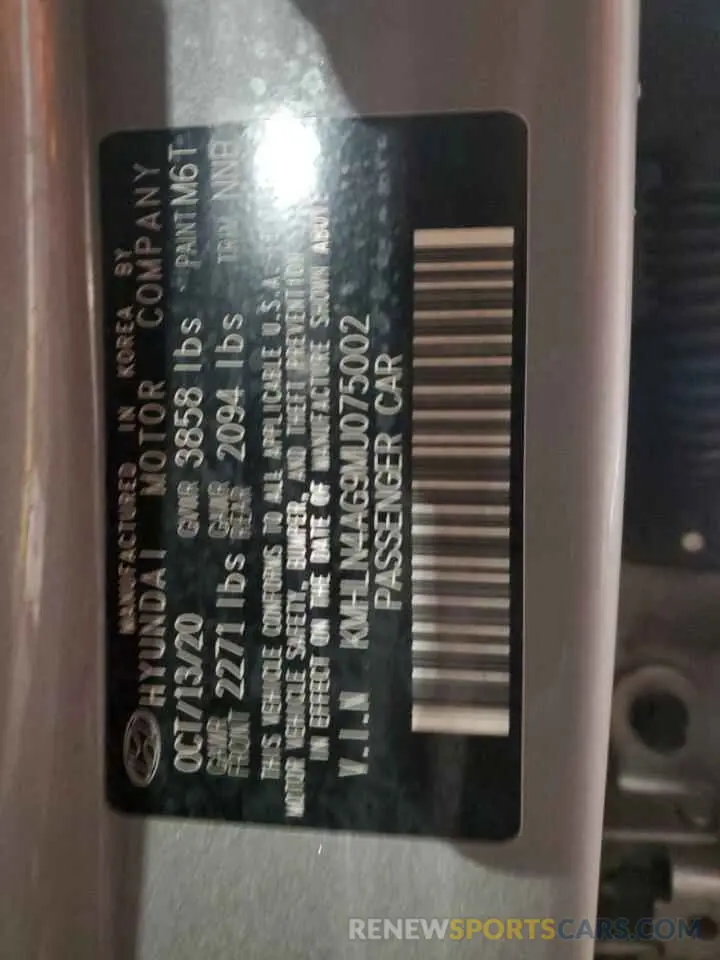 MANUFACTURED IN KOREA BY
HYUNDAI MOTOR COMPANY
OCT/13/20 GVWR 3858 lbs PAINT M6T
GAWR FRONT 2271 lbs GAWR REAR 2094 lbs TRIM NNB
THIS VEHICLE CONFORMS TO ALL APPLICABLE U.S.A.
MOTOR VEHICLE SAFETY, BUMPER, AND THEFT PREVENTION
IN EFFECT ON THE DATE OF MANUFACTURE SHOWN ABOVE
V.I.N KMHLN4AG9MU075002
PASSENGER CAR
RENEWSPORTSCARS.COM